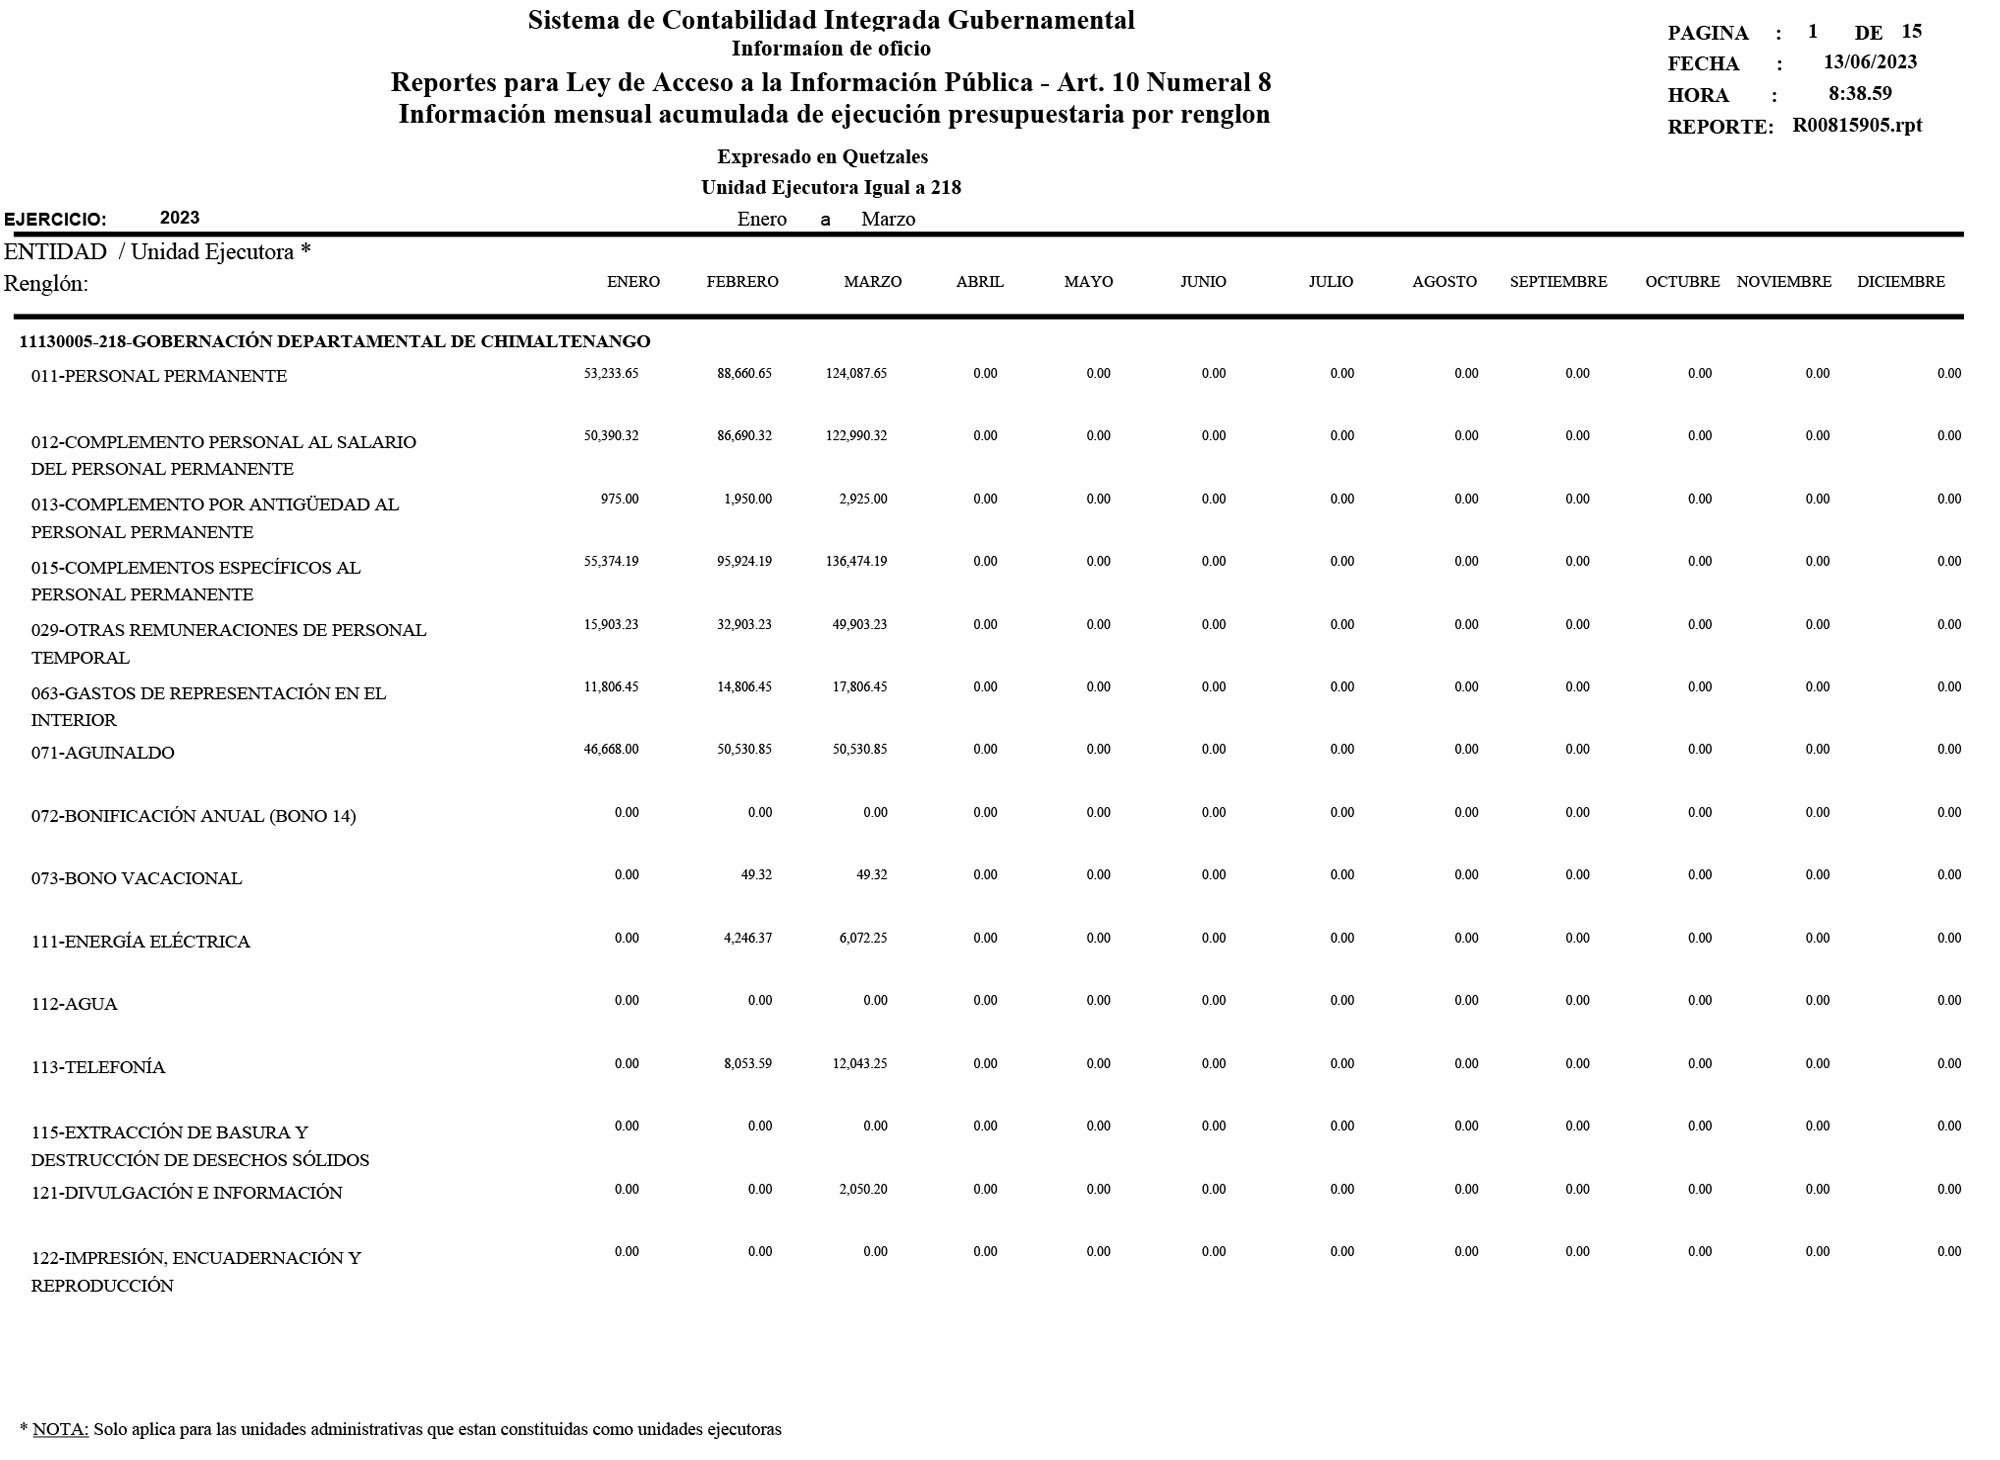 Sistema de Contabilidad Integrada Gubernamental
Informaíon de oficio
Reportes para Ley de Acceso a la Información Pública - Art. 10 Numeral 8
Información mensual acumulada de ejecución presupuestaria por renglon
PAGINA : 1 DE 15
FECHA : 13/06/2023
HORA : 8:38.59
REPORTE: R00815905.rpt
Expresado en Quetzales
Unidad Ejecutora Igual a 218
EJERCICIO: 2023 Enero a Marzo
ENTIDAD / Unidad Ejecutora *
Renglón: ENERO FEBRERO MARZO ABRIL MAYO JUNIO JULIO AGOSTO SEPTIEMBRE OCTUBRE NOVIEMBRE DICIEMBRE
11130005-218-GOBERNACIÓN DEPARTAMENTAL DE CHIMALTENANGO
011-PERSONAL PERMANENTE 53,233.65 88,660.65 124,087.65 0.00 0.00 0.00 0.00 0.00 0.00 0.00 0.00 0.00
012-COMPLEMENTO PERSONAL AL SALARIO 50,390.32 86,690.32 122,990.32 0.00 0.00 0.00 0.00 0.00 0.00 0.00 0.00 0.00
DEL PERSONAL PERMANENTE
013-COMPLEMENTO POR ANTIGÜEDAD AL 975.00 1,950.00 2,925.00 0.00 0.00 0.00 0.00 0.00 0.00 0.00 0.00 0.00
PERSONAL PERMANENTE
015-COMPLEMENTOS ESPECÍFICOS AL 55,374.19 95,924.19 136,474.19 0.00 0.00 0.00 0.00 0.00 0.00 0.00 0.00 0.00
PERSONAL PERMANENTE
029-OTRAS REMUNERACIONES DE PERSONAL 15,903.23 32,903.23 49,903.23 0.00 0.00 0.00 0.00 0.00 0.00 0.00 0.00 0.00
TEMPORAL
063-GASTOS DE REPRESENTACIÓN EN EL 11,806.45 14,806.45 17,806.45 0.00 0.00 0.00 0.00 0.00 0.00 0.00 0.00 0.00
INTERIOR
071-AGUINALDO 46,668.00 50,530.85 50,530.85 0.00 0.00 0.00 0.00 0.00 0.00 0.00 0.00 0.00
072-BONIFICACIÓN ANUAL (BONO 14) 0.00 0.00 0.00 0.00 0.00 0.00 0.00 0.00 0.00 0.00 0.00 0.00
073-BONO VACACIONAL 0.00 49.32 49.32 0.00 0.00 0.00 0.00 0.00 0.00 0.00 0.00 0.00
111-ENERGÍA ELÉCTRICA 0.00 4,246.37 6,072.25 0.00 0.00 0.00 0.00 0.00 0.00 0.00 0.00 0.00
112-AGUA 0.00 0.00 0.00 0.00 0.00 0.00 0.00 0.00 0.00 0.00 0.00 0.00
113-TELEFONÍA 0.00 8,053.59 12,043.25 0.00 0.00 0.00 0.00 0.00 0.00 0.00 0.00 0.00
115-EXTRACCIÓN DE BASURA Y 0.00 0.00 0.00 0.00 0.00 0.00 0.00 0.00 0.00 0.00 0.00 0.00
DESTRUCCIÓN DE DESECHOS SÓLIDOS
121-DIVULGACIÓN E INFORMACIÓN 0.00 0.00 2,050.20 0.00 0.00 0.00 0.00 0.00 0.00 0.00 0.00 0.00
122-IMPRESIÓN, ENCUADERNACIÓN Y 0.00 0.00 0.00 0.00 0.00 0.00 0.00 0.00 0.00 0.00 0.00 0.00
REPRODUCCIÓN
* NOTA: Solo aplica para las unidades administrativas que estan constituidas como unidades ejecutoras